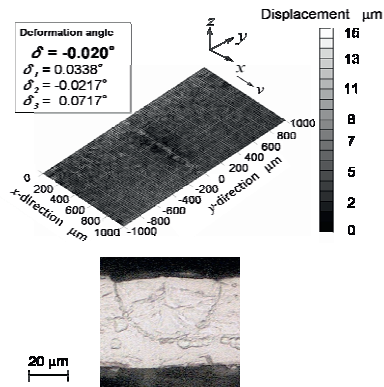 Displacement μm
Deformation angle
δ = -0.020°
δ1 = 0.0338°
δ2 = -0.0217°
δ3 = 0.0717°
z
y
x
v
16
13
11
8
7
5
2
0
0
200
400
600
800
1000
x-direction μm
-1000
-800
-600
-400
-200
0
200
400
600
800
1000
y-direction μm
20 μm